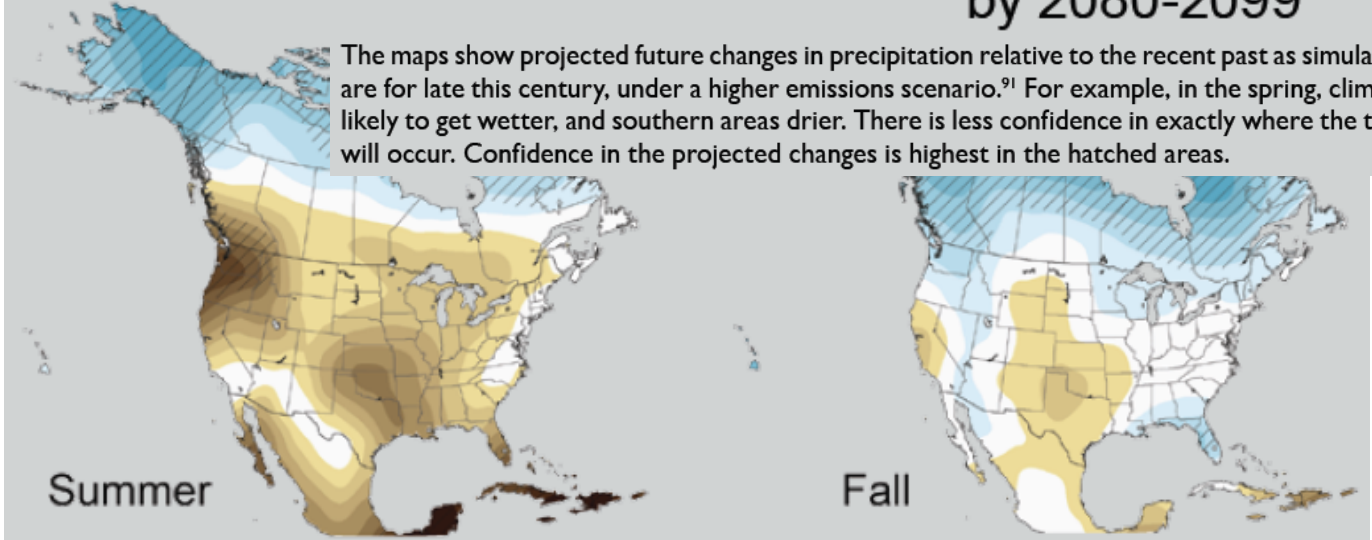 by 2080-2099
The maps show projected future changes in precipitation relative to the recent past as
are for late this century, under a higher emissions scenario.⁹¹ For example, in the spring,
likely to get wetter, and southern areas drier. There is less confidence in exactly where the
will occur. Confidence in the projected changes is highest in the hatched areas.
Summer
Fall